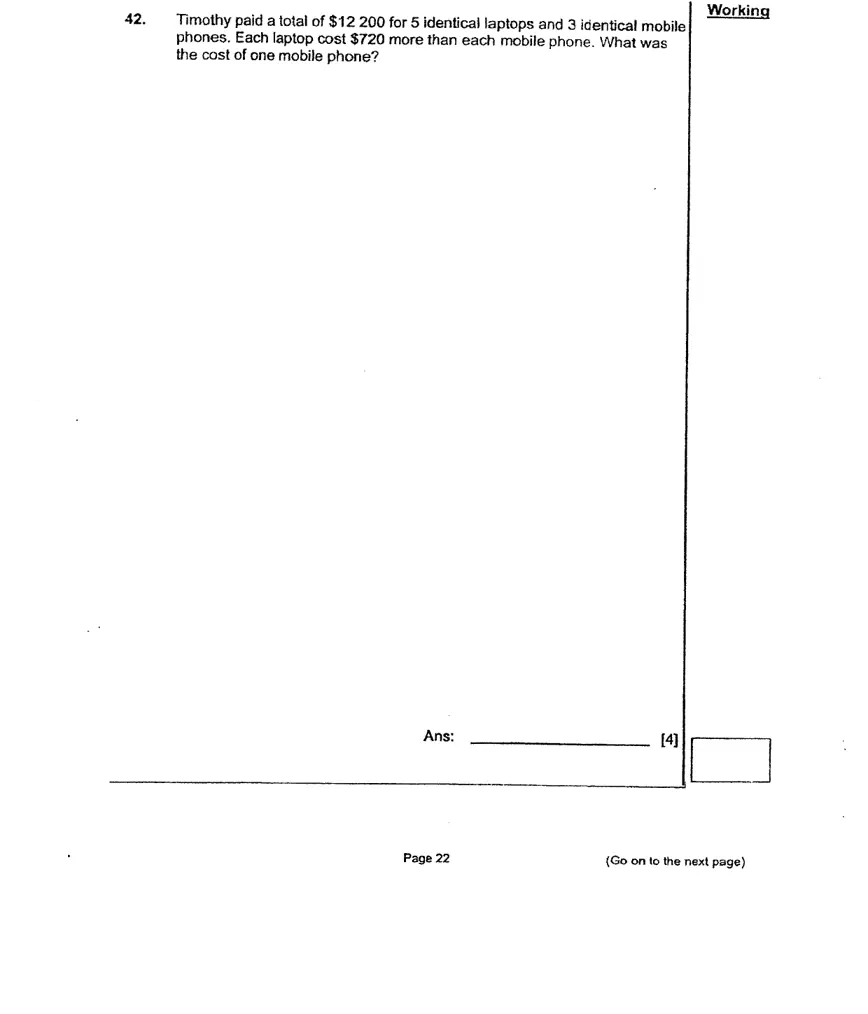 Working
42. Timothy paid a total of $12 200 for 5 identical laptops and 3 identical mobile
phones. Each laptop cost $720 more than each mobile phone. What was
the cost of one mobile phone?
Ans: ____________________ [4]
Page 22
(Go on to the next page)